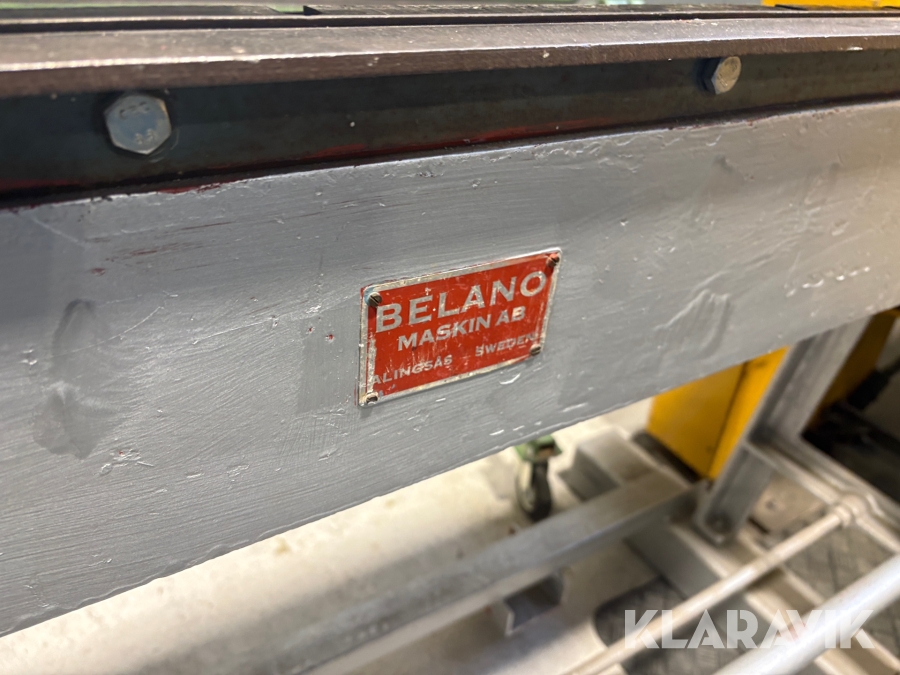 BELANO
MASKIN AB
ALINGSÅS SWEDEN
KLARAVIK